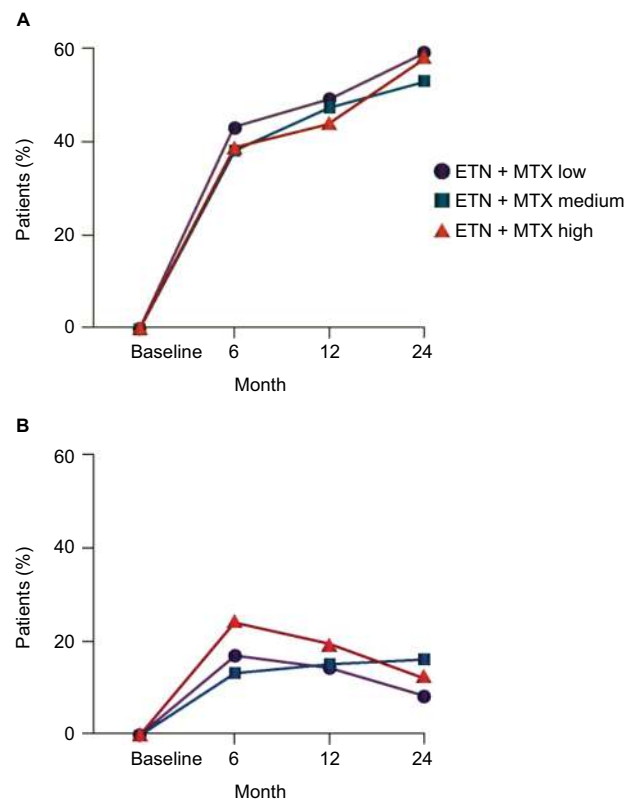 A
60
40
20
0
Patients (%)
Baseline 6 12 24
Month
ETN + MTX low
ETN + MTX medium
ETN + MTX high
B
60
40
20
0
Patients (%)
Baseline 6 12 24
Month